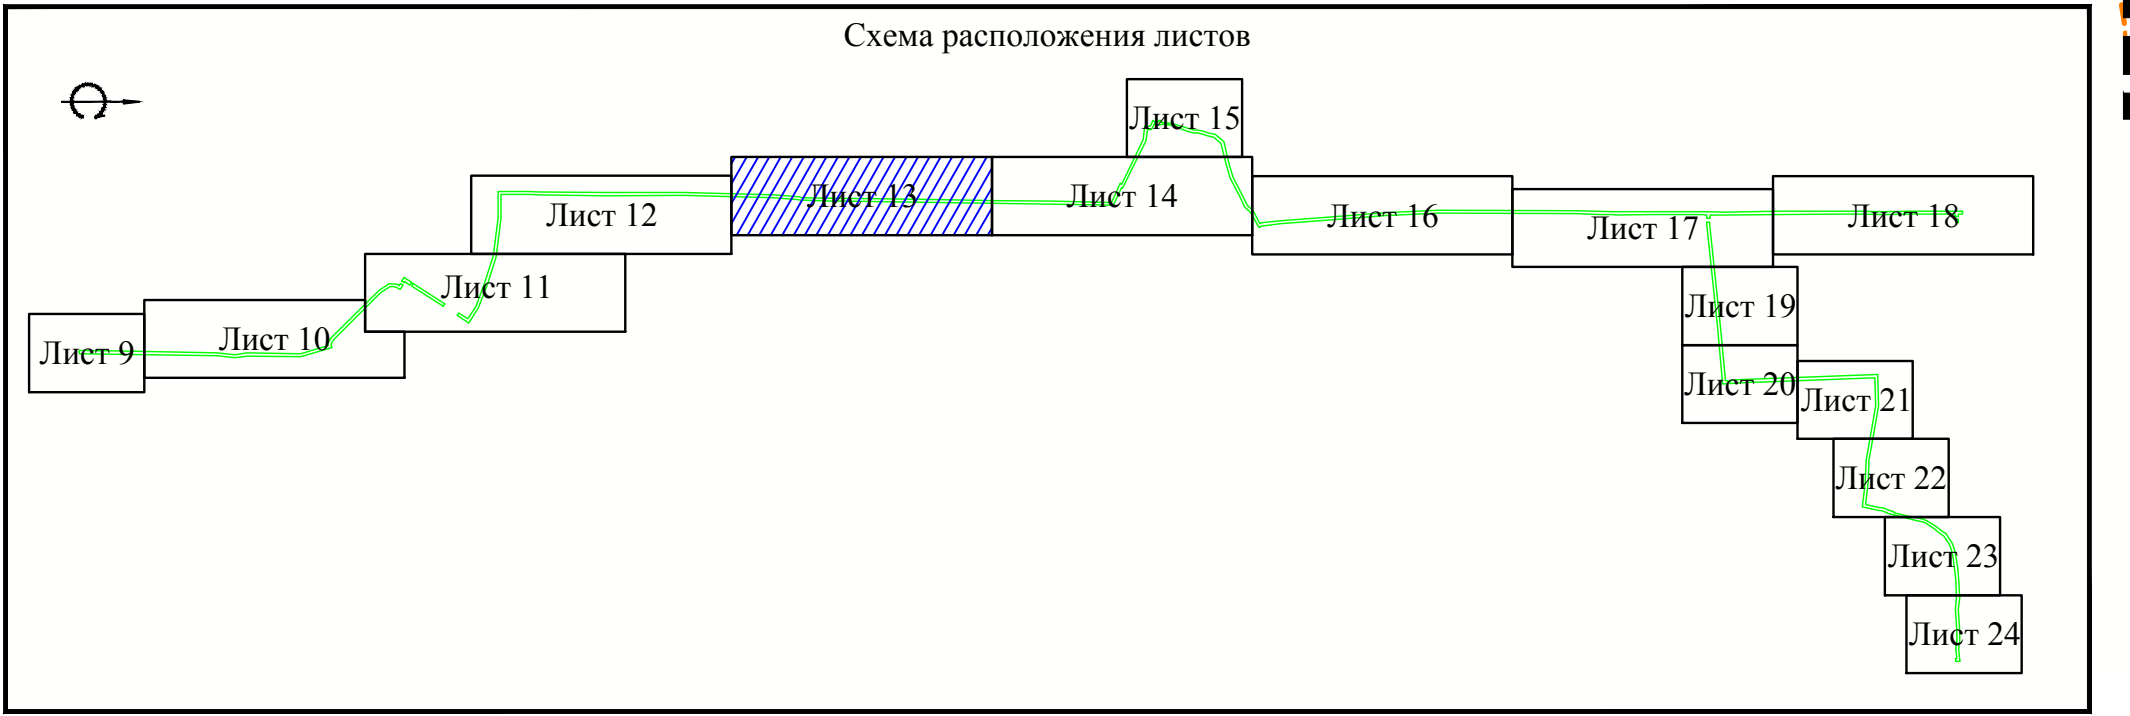 Схема расположения листов
Лист 15
Лист 13
Лист 14
Лист 12
Лист 16
Лист 17
Лист 18
Лист 11
Лист 19
Лист 10
Лист 9
Лист 20
Лист 21
Лист 22
Лист 23
Лист 24